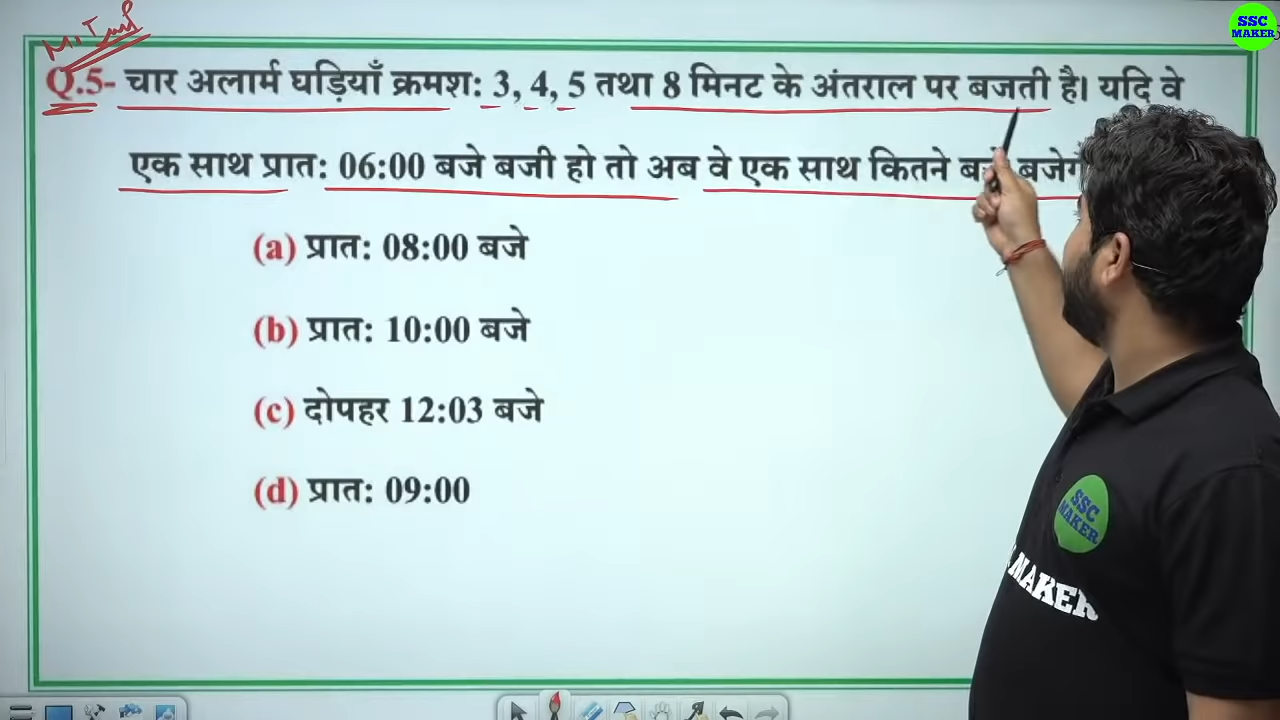 SSC
MAKER
Q.5- चार अलार्म घड़ियाँ क्रमश: 3, 4, 5 तथा 8 मिनट के अंतराल पर बजती है। यदि वे
एक साथ प्रात: 06:00 बजे बजी हो तो अब वे एक साथ कितने
(a) प्रात: 08:00 बजे
(b) प्रात: 10:00 बजे
(c) दोपहर 12:03 बजे
(d) प्रात: 09:00
SSC
MAKER
MAKER